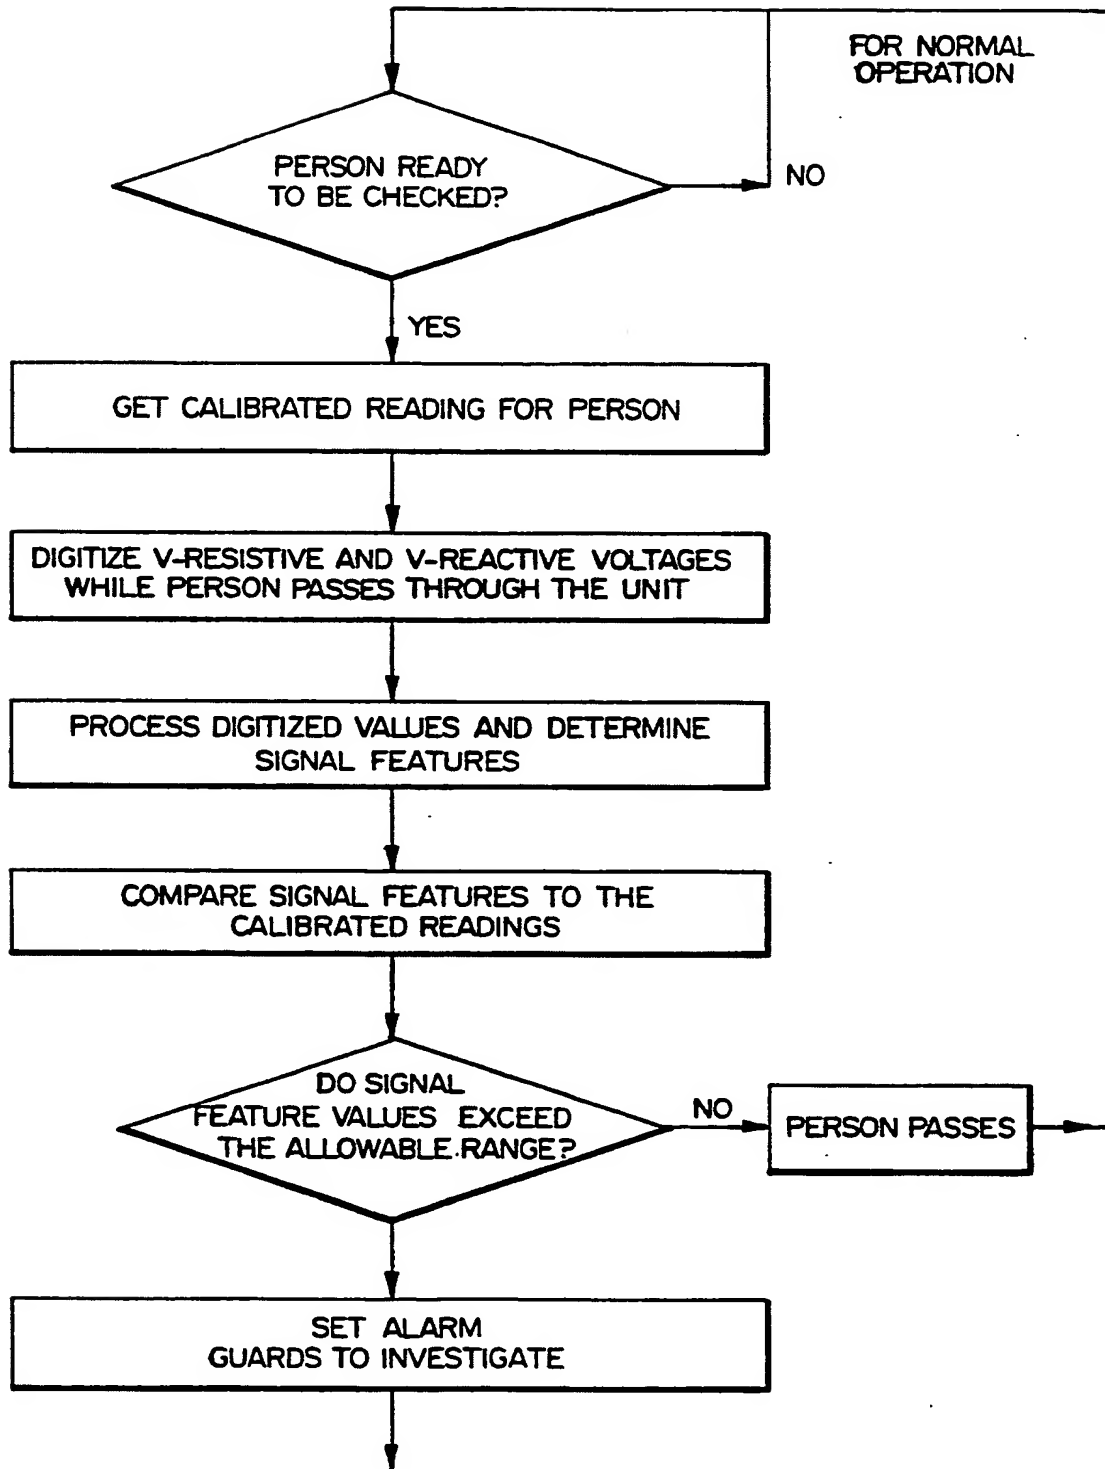 FOR NORMAL
OPERATION
PERSON READY
TO BE CHECKED?
NO
YES
GET CALIBRATED READING FOR PERSON
DIGITIZE V-RESISTIVE AND V-REACTIVE VOLTAGES
WHILE PERSON PASSES THROUGH THE UNIT
PROCESS DIGITIZED VALUES AND DETERMINE
SIGNAL FEATURES
COMPARE SIGNAL FEATURES TO THE
CALIBRATED READINGS
DO SIGNAL
FEATURE VALUES EXCEED
THE ALLOWABLE RANGE?
NO
PERSON PASSES
SET ALARM
GUARDS TO INVESTIGATE